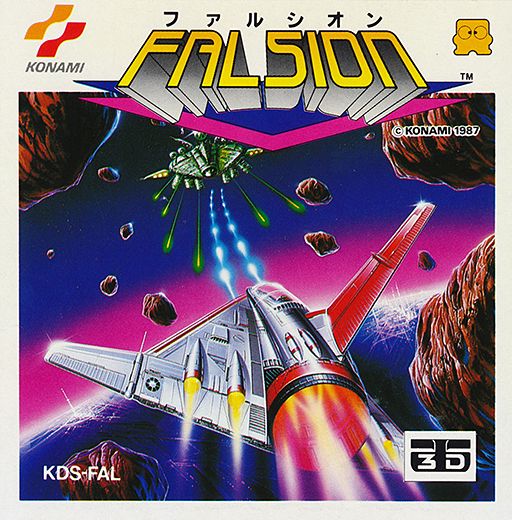 ファルシオン
FALSION
KONAMI
TM
© KONAMI 1987
KDS-FAL
3D